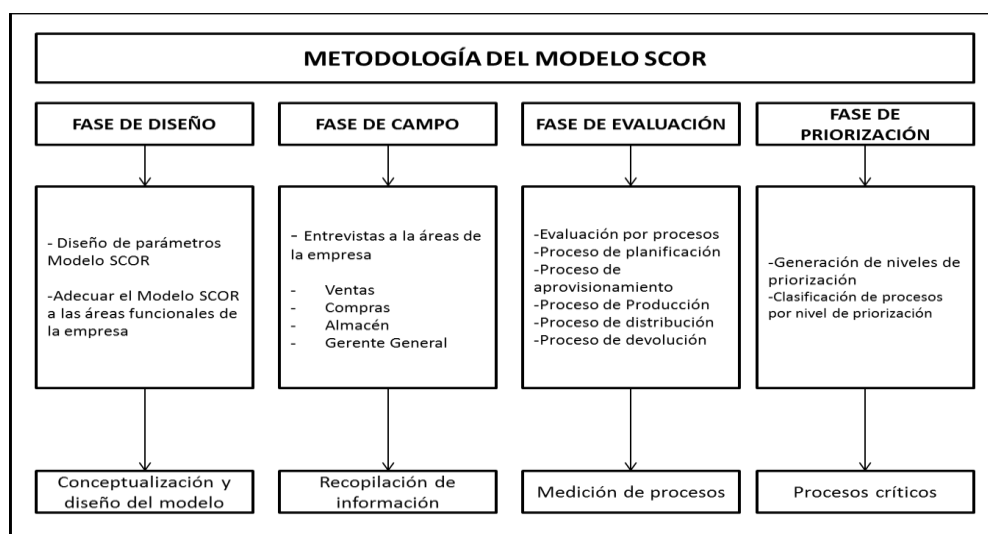 METODOLOGÍA DEL MODELO SCOR
FASE DE DISEÑO
- Diseño de parámetros
Modelo SCOR
-Adecuar el Modelo SCOR
a las áreas funcionales de
la empresa
Conceptualización y
diseño del modelo
FASE DE CAMPO
- Entrevistas a la áreas de
la empresa
- Ventas
- Compras
- Almacén
- Gerente General
Recopilación de
información
FASE DE EVALUACIÓN
-Evaluación por procesos
-Proceso de planificación
-Proceso de
aprovisionamiento
-Proceso de Producción
-Proceso de distribución
-Proceso de devolución
Medición de procesos
FASE DE
PRIORIZACIÓN
-Generación de niveles de
priorización
-Clasificación de procesos
por nivel de priorización
Procesos críticos